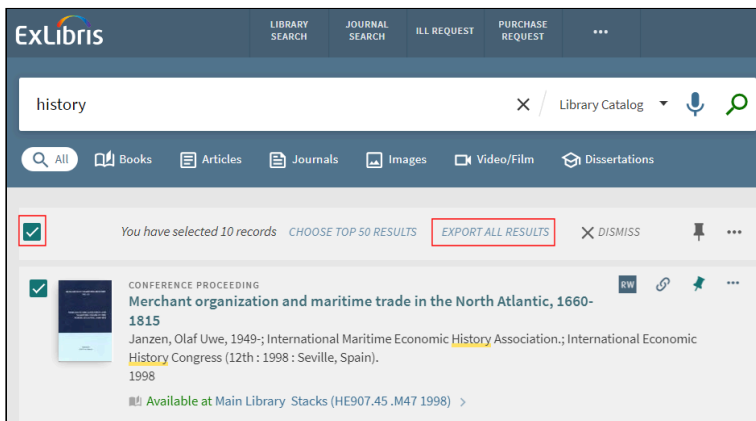 ExLibris
LIBRARY SEARCH
JOURNAL SEARCH
ILL REQUEST
PURCHASE REQUEST
•••
history
Library Catalog
All
Books
Articles
Journals
Images
Video/Film
Dissertations
You have selected 10 records CHOOSE TOP 50 RESULTS EXPORT ALL RESULTS DISMISS
CONFERENCE PROCEEDING
RW
Merchant organization and maritime trade in the North Atlantic, 1660-
1815
Janzen, Olaf Uwe, 1949-; International Maritime Economic History Association.; International Economic
History Congress (12th : 1998 : Seville, Spain).
1998
Available at Main Library Stacks (HE907.45 .M47 1998) >